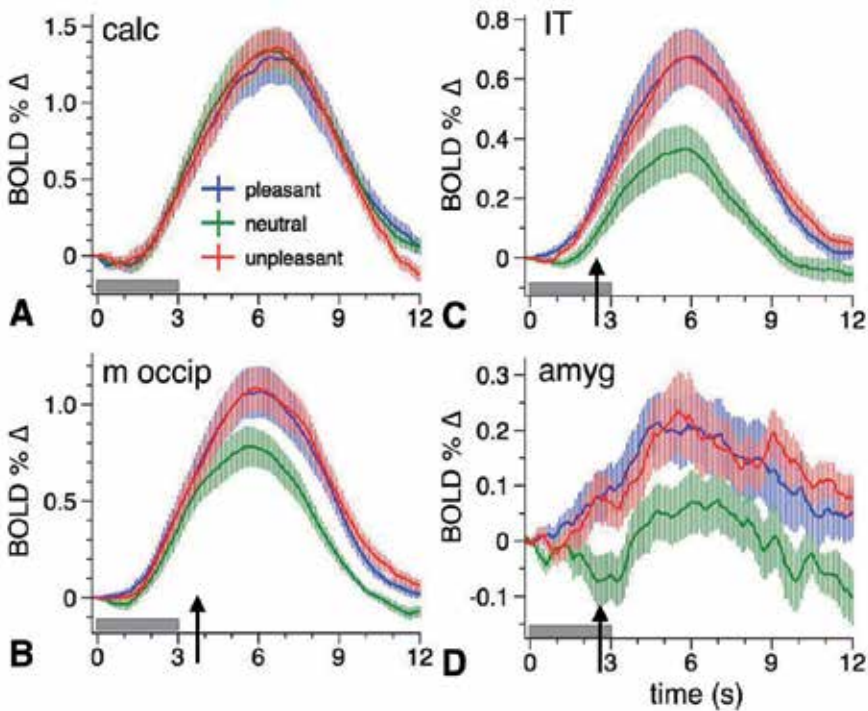 calc
BOLD % Δ
1.5
1.0
0.5
0
pleasant
neutral
unpleasant
A
0 3 6 9 12
IT
BOLD % Δ
0.8
0.6
0.4
0.2
0
C
0 3 6 9 12
m occip
BOLD % Δ
1.0
0.5
0
B
0 3 6 9 12
amyg
BOLD % Δ
0.3
0.2
0.1
0
-0.1
D
0 3 6 9 12
time (s)